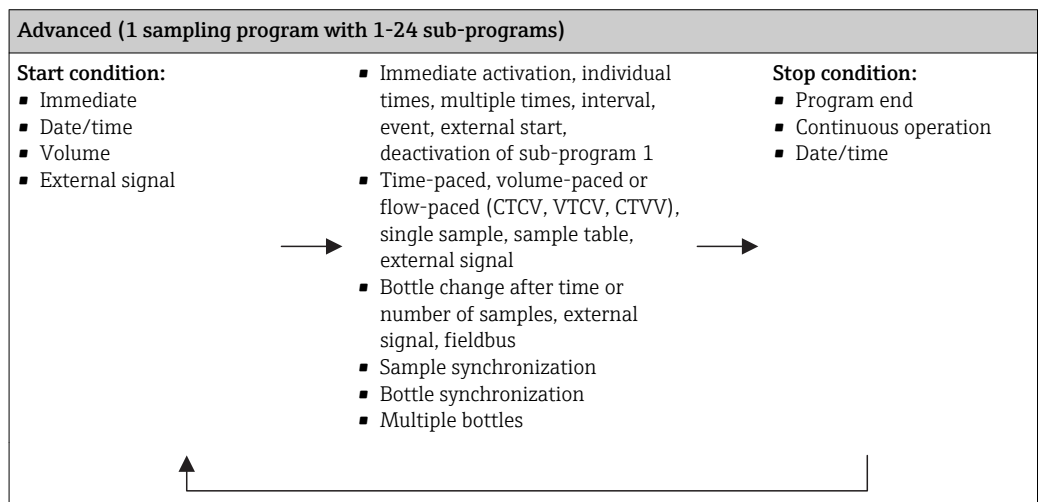 Advanced (1 sampling program with 1-24 sub-programs)
Start condition:
▪ Immediate
▪ Date/time
▪ Volume
▪ External signal
▪ Immediate activation, individual
times, multiple times, interval,
event, external start,
deactivation of sub-program 1
▪ Time-paced, volume-paced or
flow-paced (CTCV, VTCV, CTVV),
single sample, sample table,
external signal
▪ Bottle change after time or
number of samples, external
signal, fieldbus
▪ Sample synchronization
▪ Bottle synchronization
▪ Multiple bottles
Stop condition:
▪ Program end
▪ Continuous operation
▪ Date/time